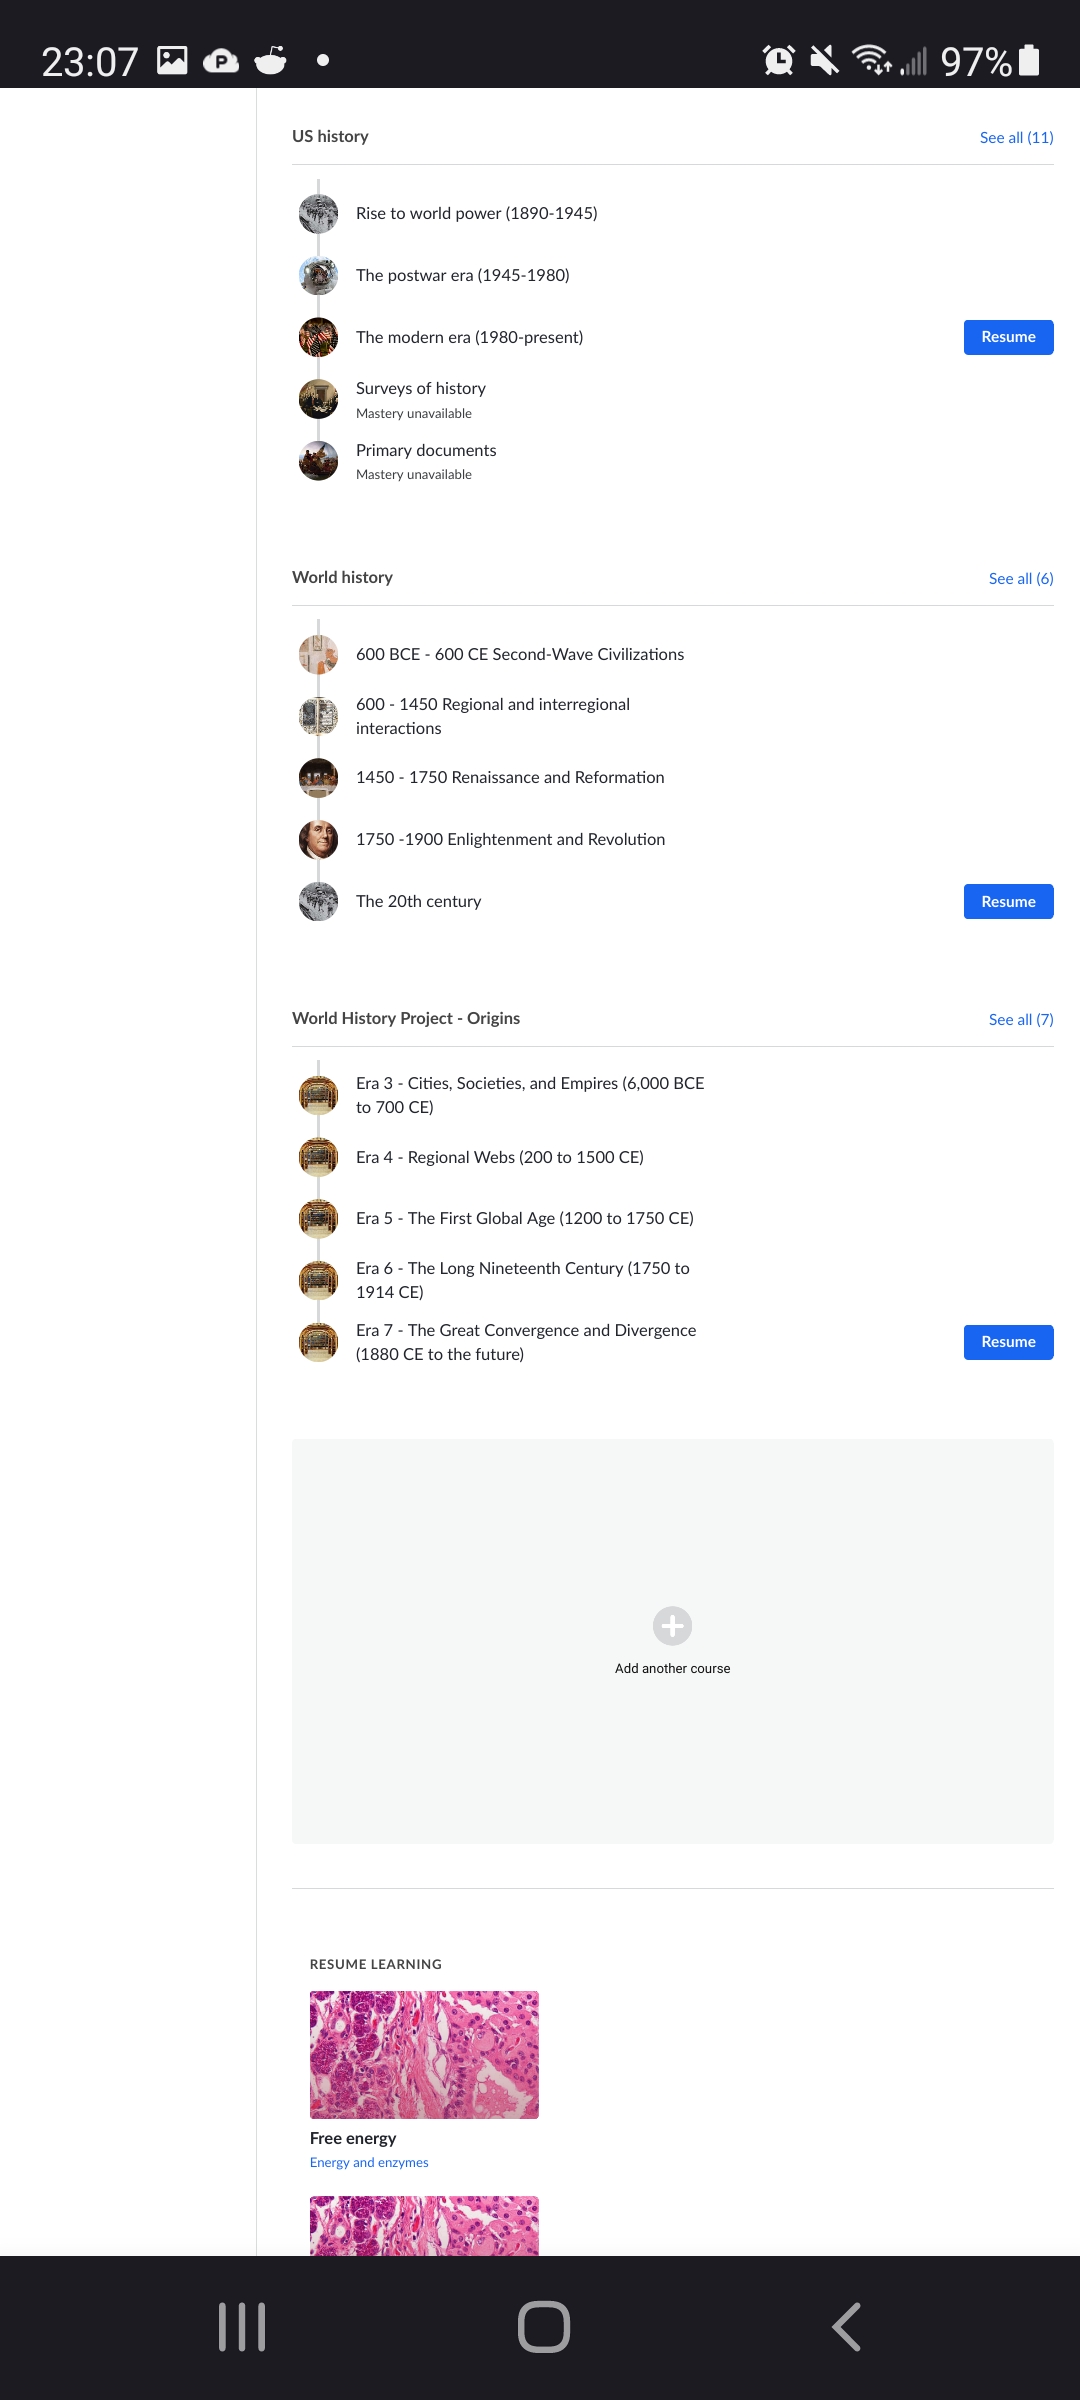 23:07
97%
US history
See all (11)
Rise to world power (1890-1945)
The postwar era (1945-1980)
The modern era (1980-present)
Resume
Surveys of history
Mastery unavailable
Primary documents
Mastery unavailable
World history
See all (6)
600 BCE - 600 CE Second-Wave Civilizations
600 - 1450 Regional and interregional
interactions
1450 - 1750 Renaissance and Reformation
1750 -1900 Enlightenment and Revolution
The 20th century
Resume
World History Project - Origins
See all (7)
Era 3 - Cities, Societies, and Empires (6,000 BCE
to 700 CE)
Era 4 - Regional Webs (200 to 1500 CE)
Era 5 - The First Global Age (1200 to 1750 CE)
Era 6 - The Long Nineteenth Century (1750 to
1914 CE)
Era 7 - The Great Convergence and Divergence
(1880 CE to the future)
Resume
Add another course
RESUME LEARNING
Free energy
Energy and enzymes